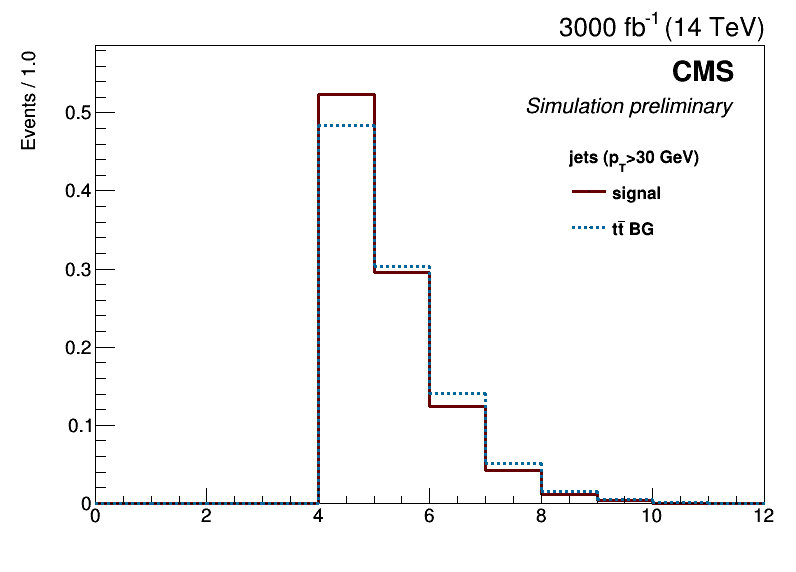 3000 fb⁻¹ (14 TeV)
CMS
Simulation preliminary
Events / 1.0
jets (p_T>30 GeV)
signal
tt̄ BG
0.5
0.4
0.3
0.2
0.1
0
0 2 4 6 8 10 12